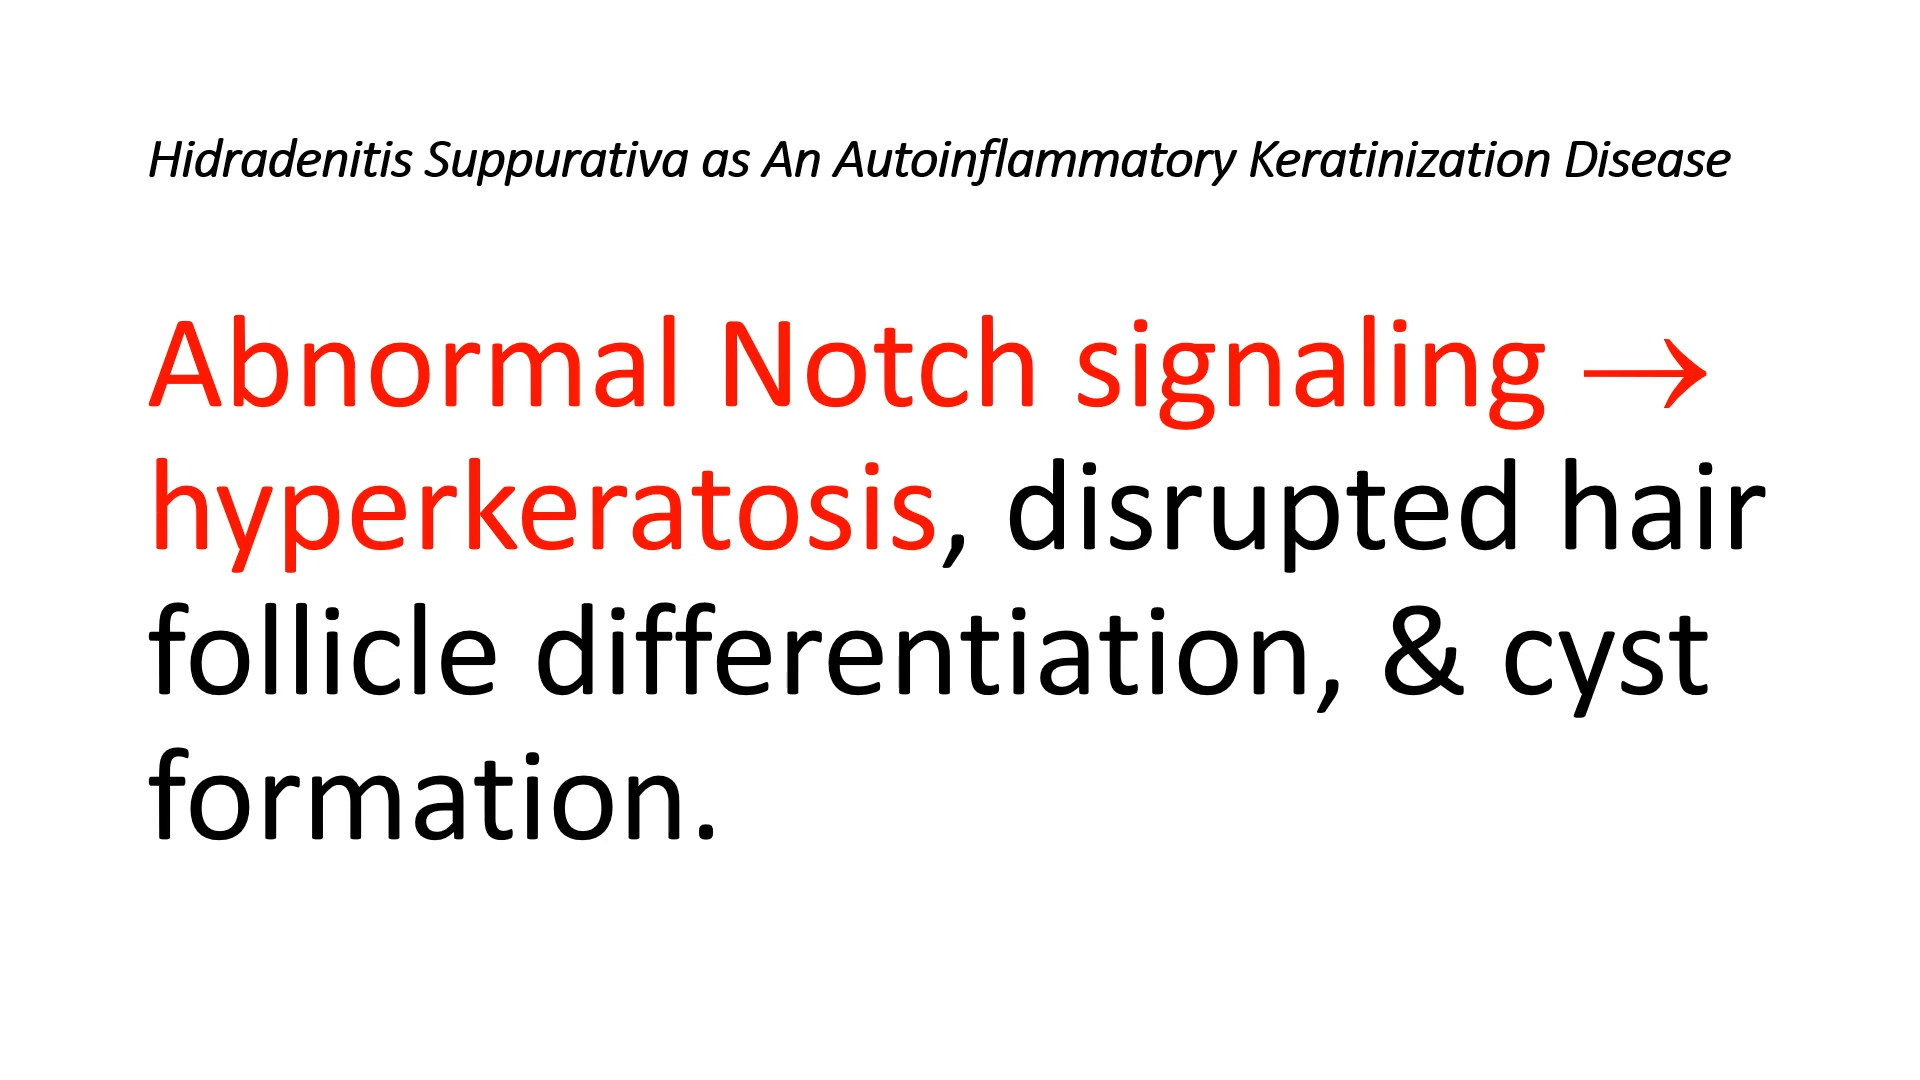 Hidradenitis Suppurativa as An Autoinflammatory Keratinization Disease
Abnormal Notch signaling →
hyperkeratosis, disrupted hair
follicle differentiation, & cyst
formation.